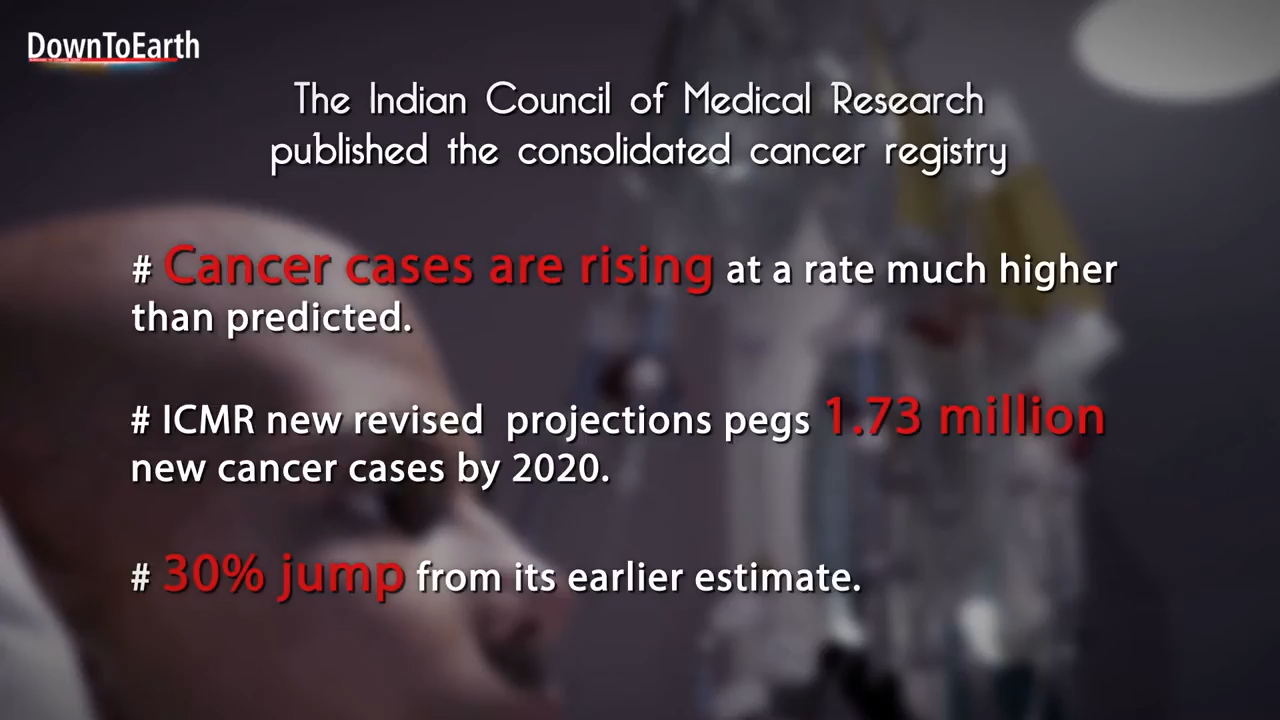 DownToEarth
The Indian Council of Medical Research
published the consolidated cancer registry
# Cancer cases are rising at a rate much higher
than predicted.
# ICMR new revised projections pegs 1.73 million
new cancer cases by 2020.
# 30% jump from its earlier estimate.